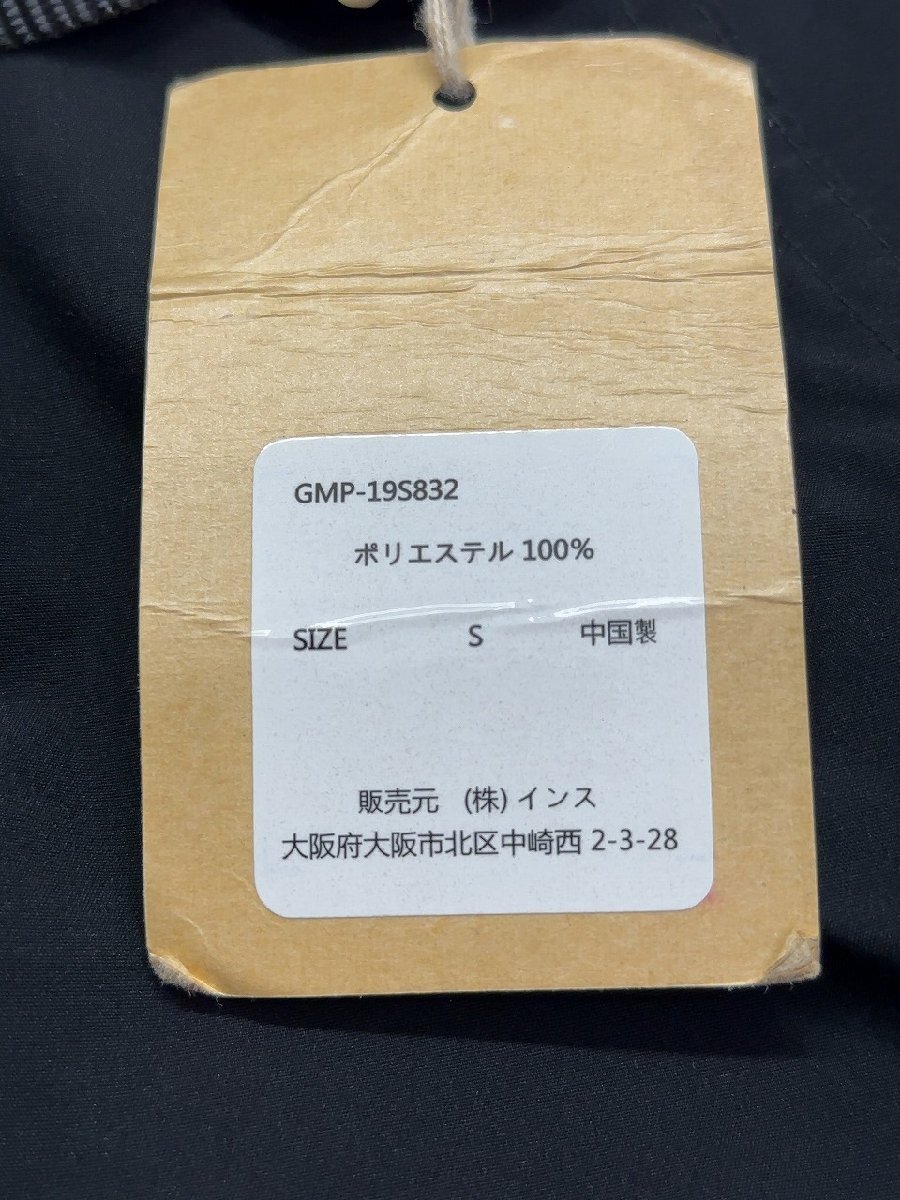 GMP-19S832
ポリエステル 100%
SIZE S 中国製
販売元 (株) インス
大阪府大阪市北区中崎西 2-3-28